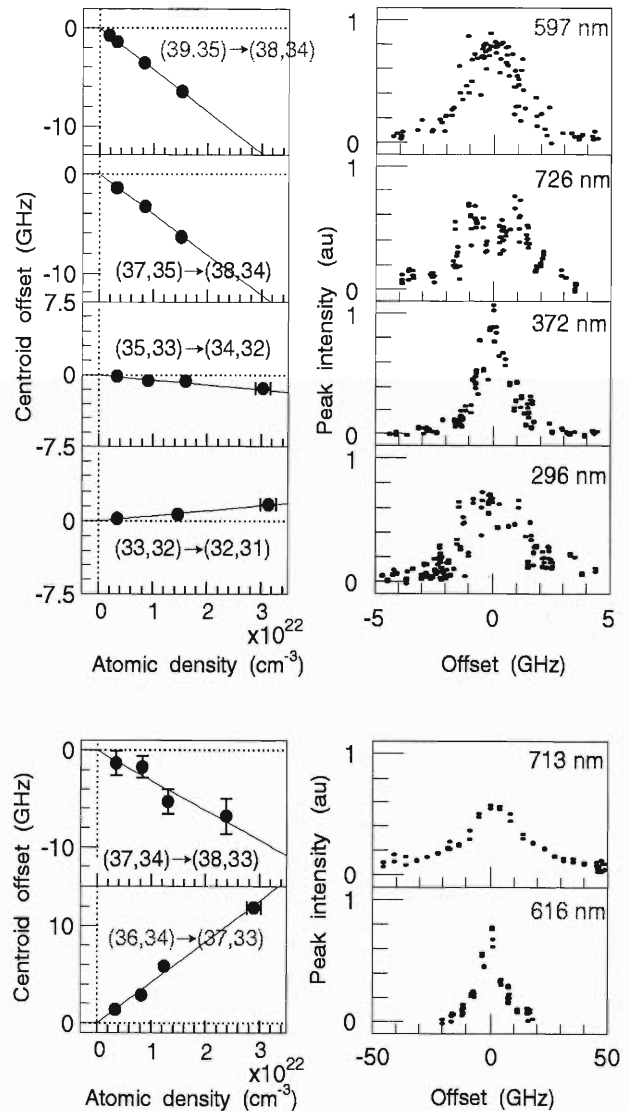 0
-10
(39.35)→(38,34)
0
-10
(37,35)→(38,34)
7.5
0
-7.5
(35,33)→(34,32)
0
-7.5
(33,32)→(32,31)
0 1 2 3
x10^22
Atomic density (cm^-3)
Centroid offset (GHz)
1
0
597 nm
1
0
726 nm
1
0
372 nm
1
0
296 nm
-5 0 5
Offset (GHz)
Peak intensity (au)
0
-10
(37,34)→(38,33)
10
0
(36,34)→(37,33)
0 1 2 3
x10^22
Atomic density (cm^-3)
Centroid offset (GHz)
1
0
713 nm
1
0
616 nm
-50 0 50
Offset (GHz)
Peak intensity (au)